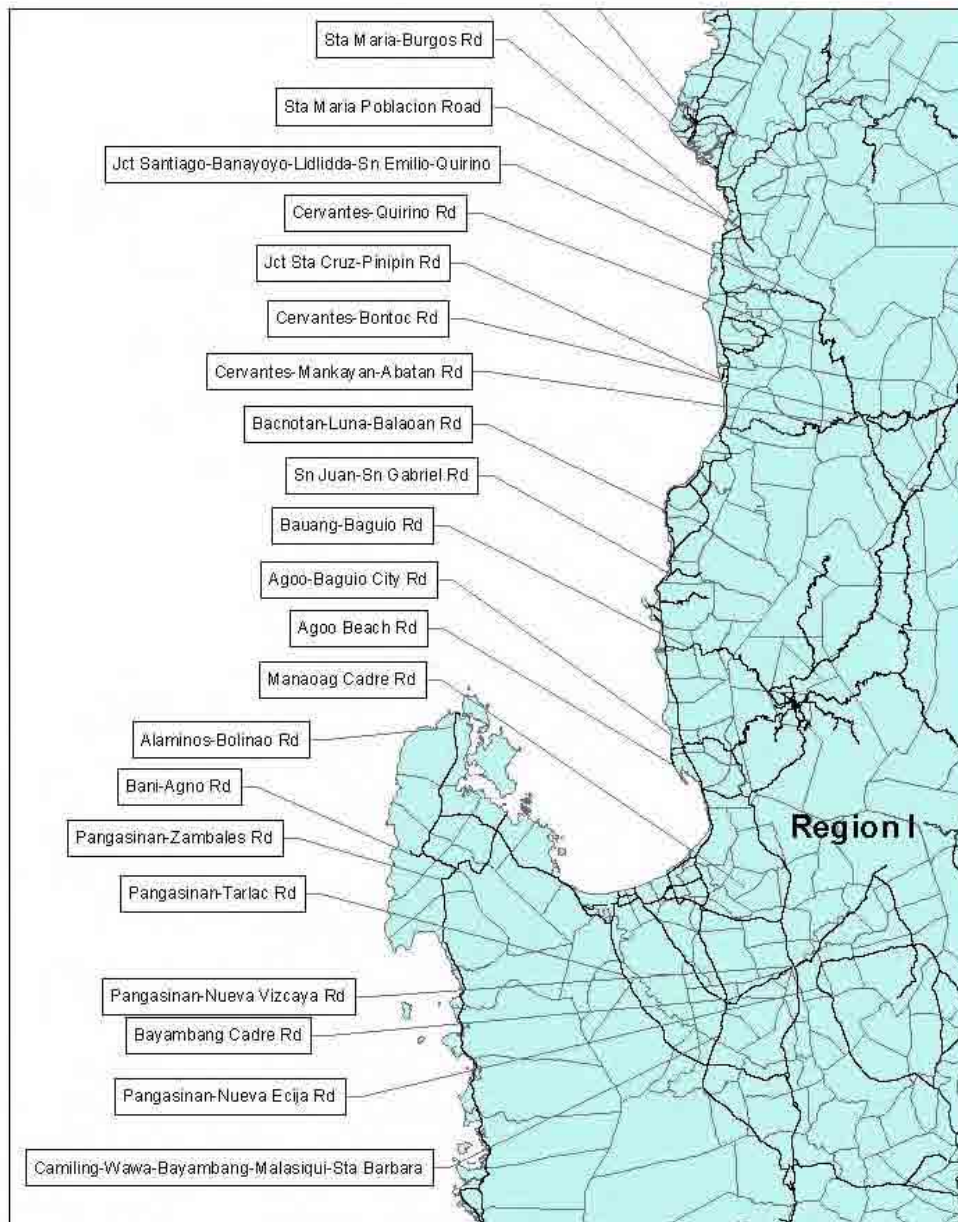 Sta Maria-Burgos Rd
Sta Maria Poblacion Road
Jct Santiago-Banayoyo-Lidlidda-Sn Emilio-Quirino
Cervantes-Quirino Rd
Jct Sta Cruz-Pinipin Rd
Cervantes-Bontoc Rd
Cervantes-Mankayan-Abatan Rd
Bacnotan-Luna-Balaoan Rd
Sn Juan-Sn Gabriel Rd
Bauang-Baguio Rd
Agoo-Baguio City Rd
Agoo Beach Rd
Manaoag Cadre Rd
Alaminos-Bolinao Rd
Bani-Agno Rd
Region I
Pangasinan-Zambales Rd
Pangasinan-Tarlac Rd
Pangasinan-Nueva Vizcaya Rd
Bayambang Cadre Rd
Pangasinan-Nueva Ecija Rd
Camiling-Wawa-Bayambang-Malasiqui-Sta Barbara